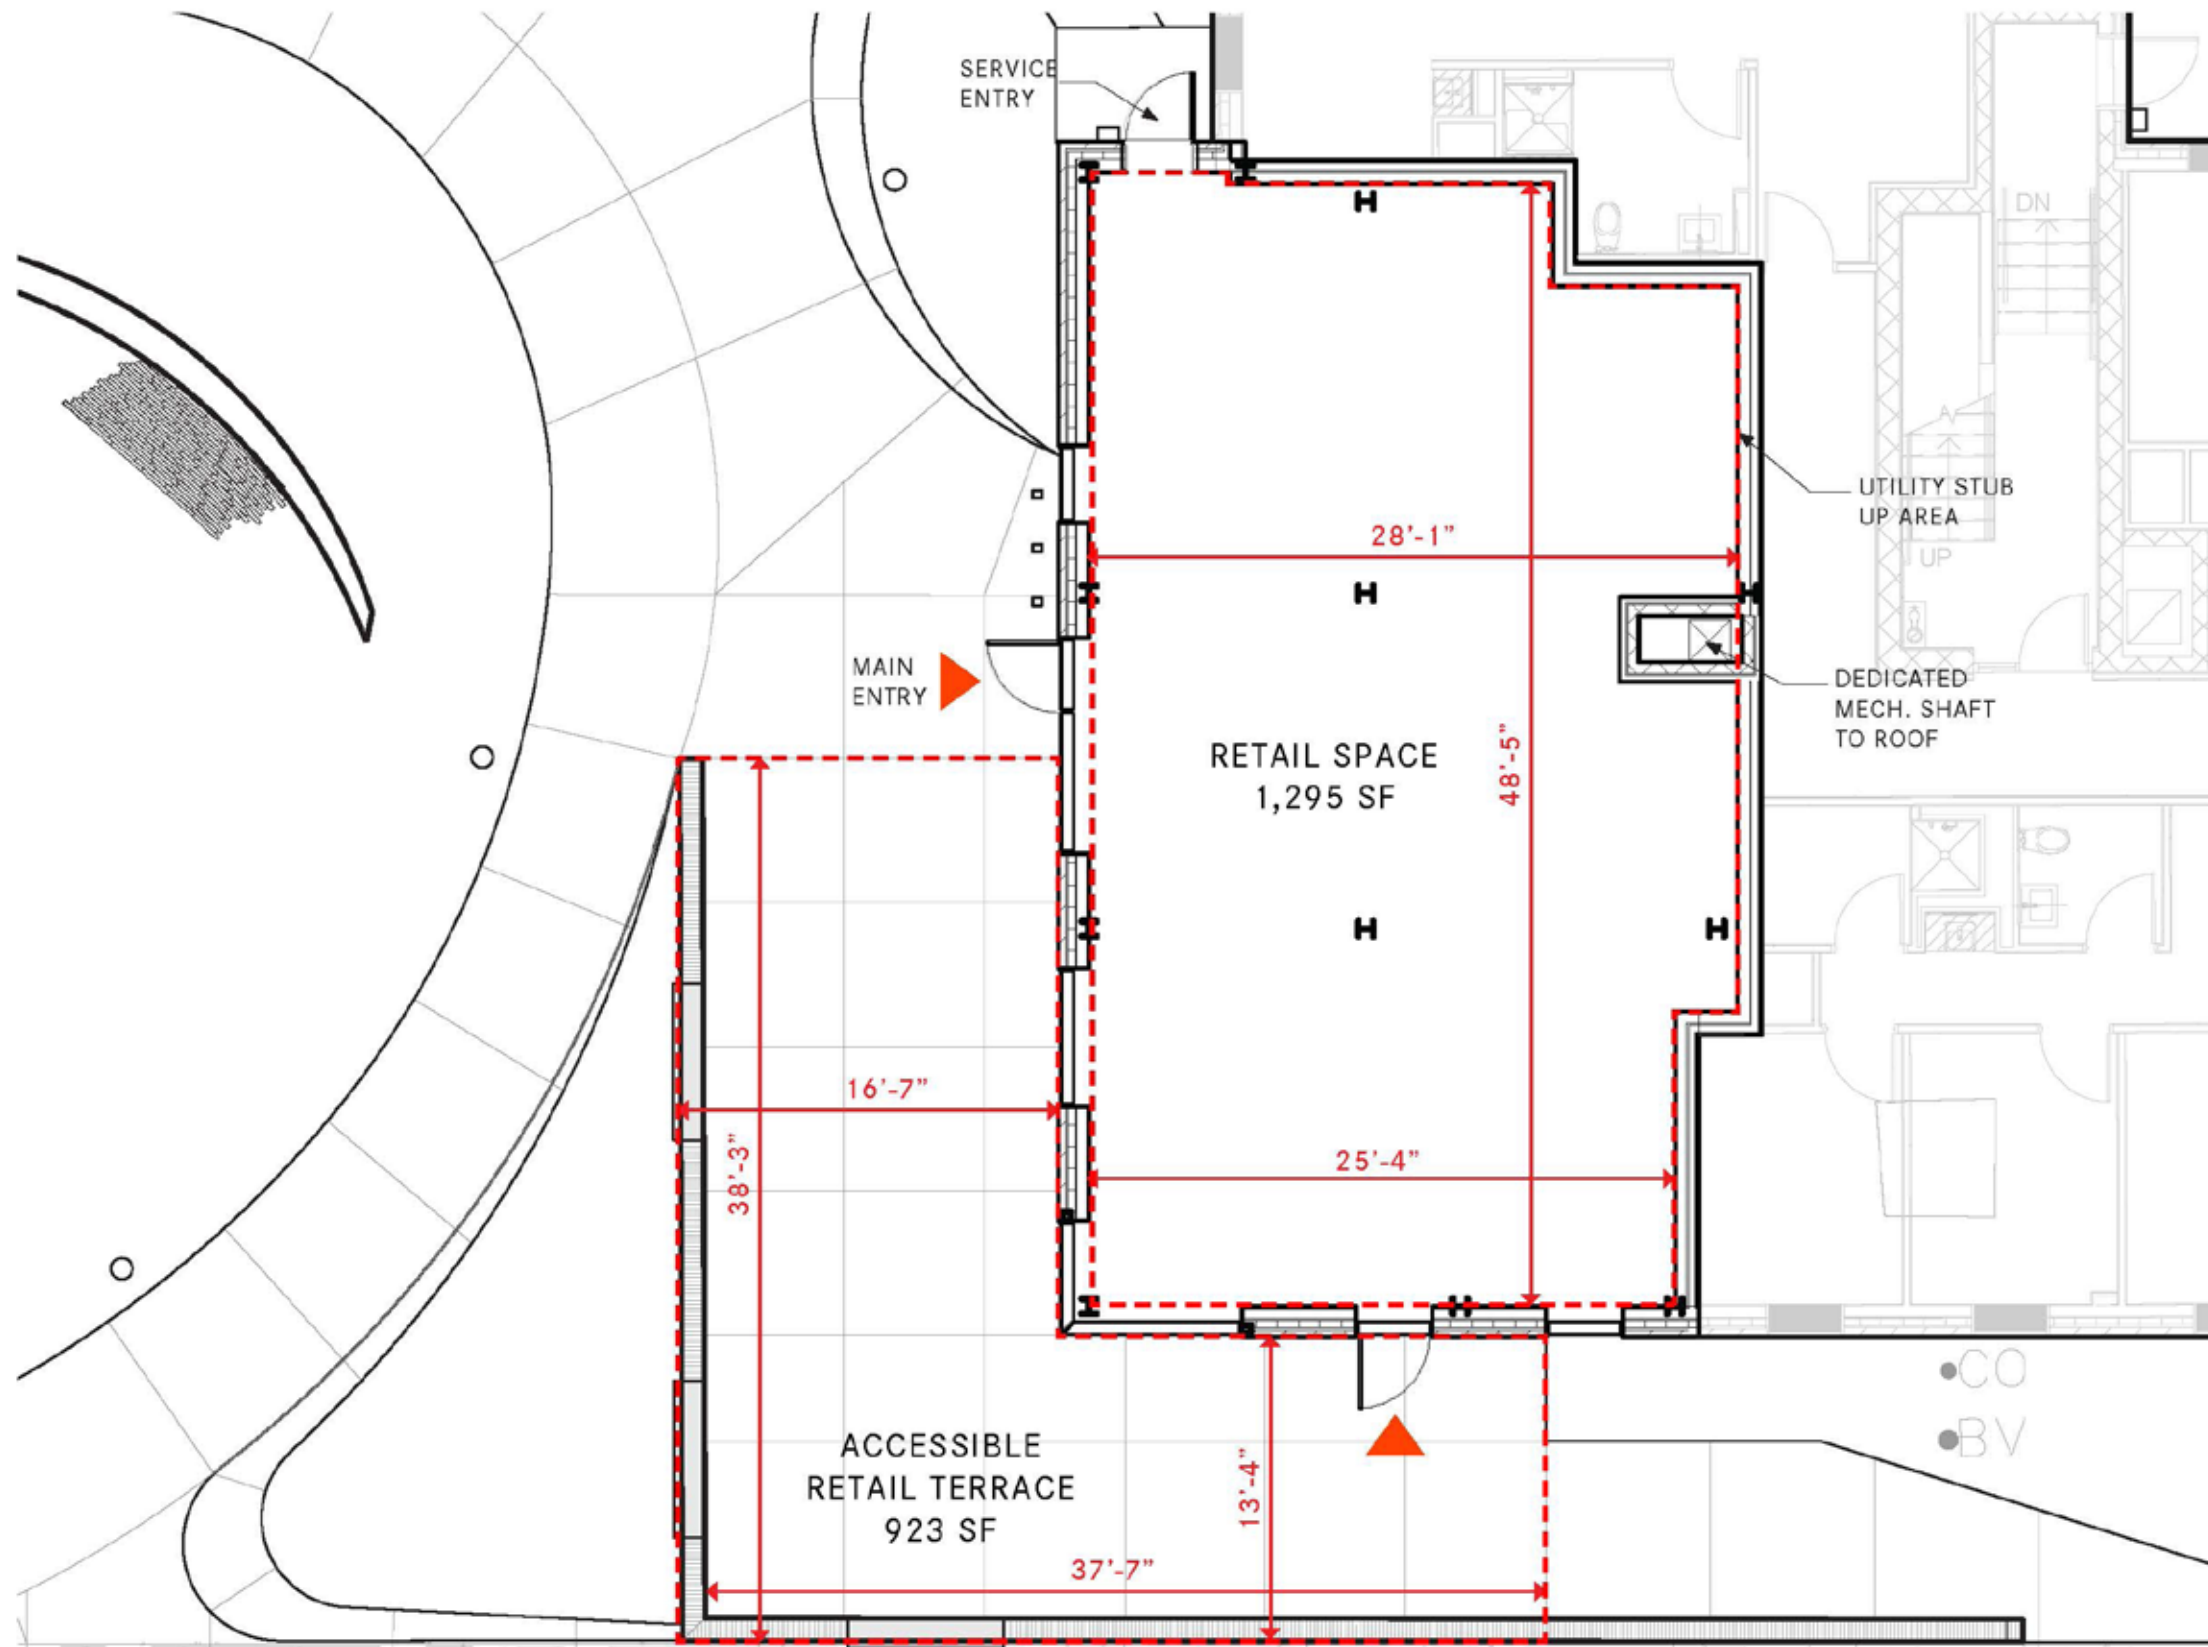 SERVICE
ENTRY
DN
28’-1”
A
UTILITY STUB
UP AREA
UP
MAIN
ENTRY
DEDICATED
MECH. SHAFT
TO ROOF
RETAIL SPACE
1,295 SF
48’-5”
16’-7”
38’-3”
25’-4”
CO
BV
ACCESSIBLE
RETAIL TERRACE
923 SF
13’-4”
37’-7”